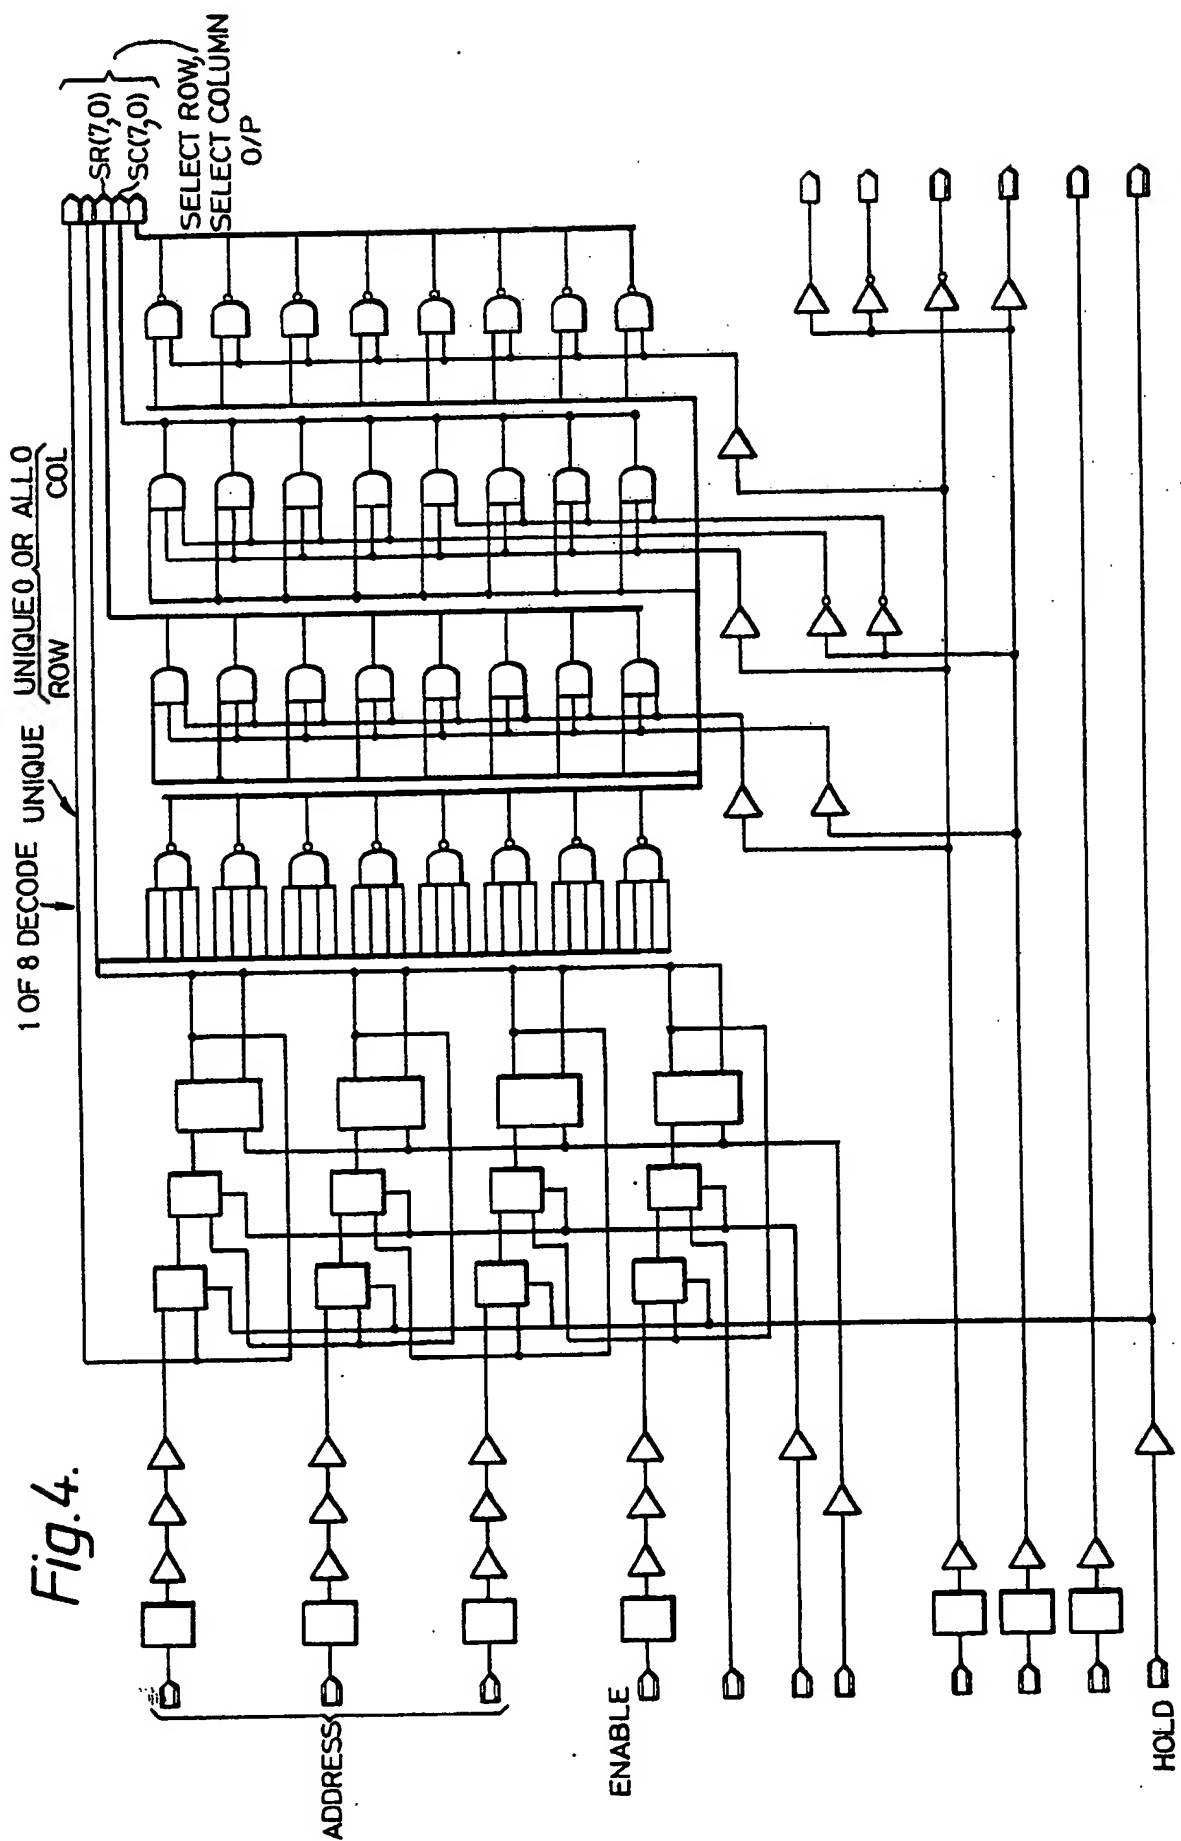 Fig.4.
1 OF 8 DECODE
UNIQUE
UNIQUE 0 OR ALL 0
ROW
COL
SR(7,0)
SC(7,0)
SELECT ROW,
SELECT COLUMN
O/P
ADDRESS
ENABLE
HOLD